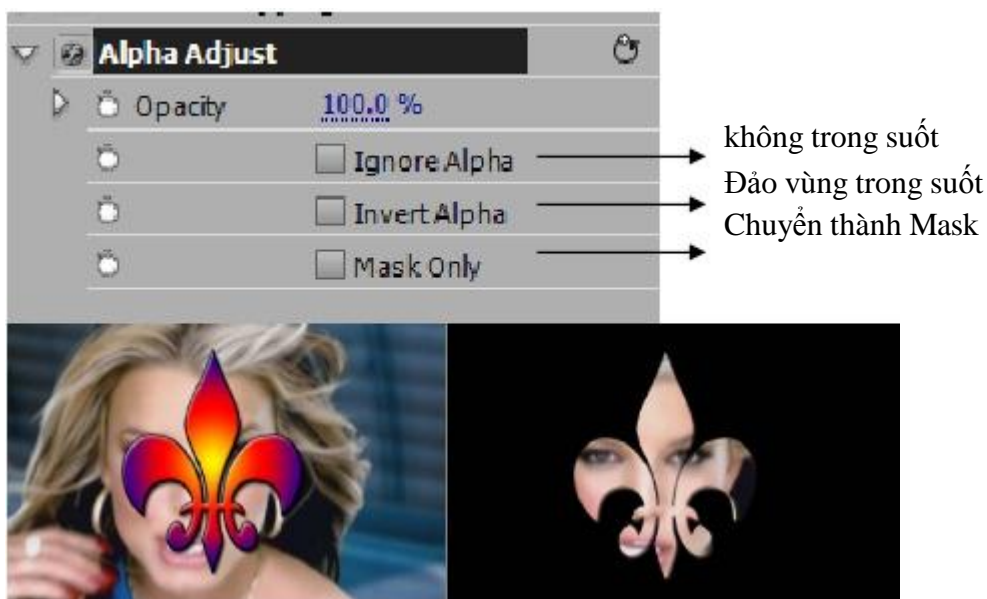 Alpha Adjust
Opacity 100.0 %
Ignore Alpha
không trong suốt
Invert Alpha
Đảo vùng trong suốt
Mask Only
Chuyển thành Mask